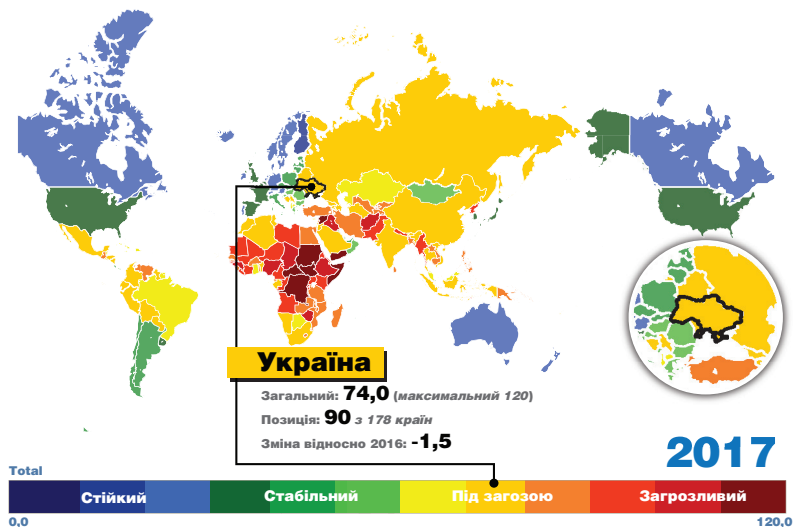 Україна
Загальний: 74,0 (максимальний 120)
Позиція: 90 з 178 країн
Зміна відносно 2016: -1,5
2017
Total
Стійкий Стабільний Під загозою Загрозливий
0,0 120,0